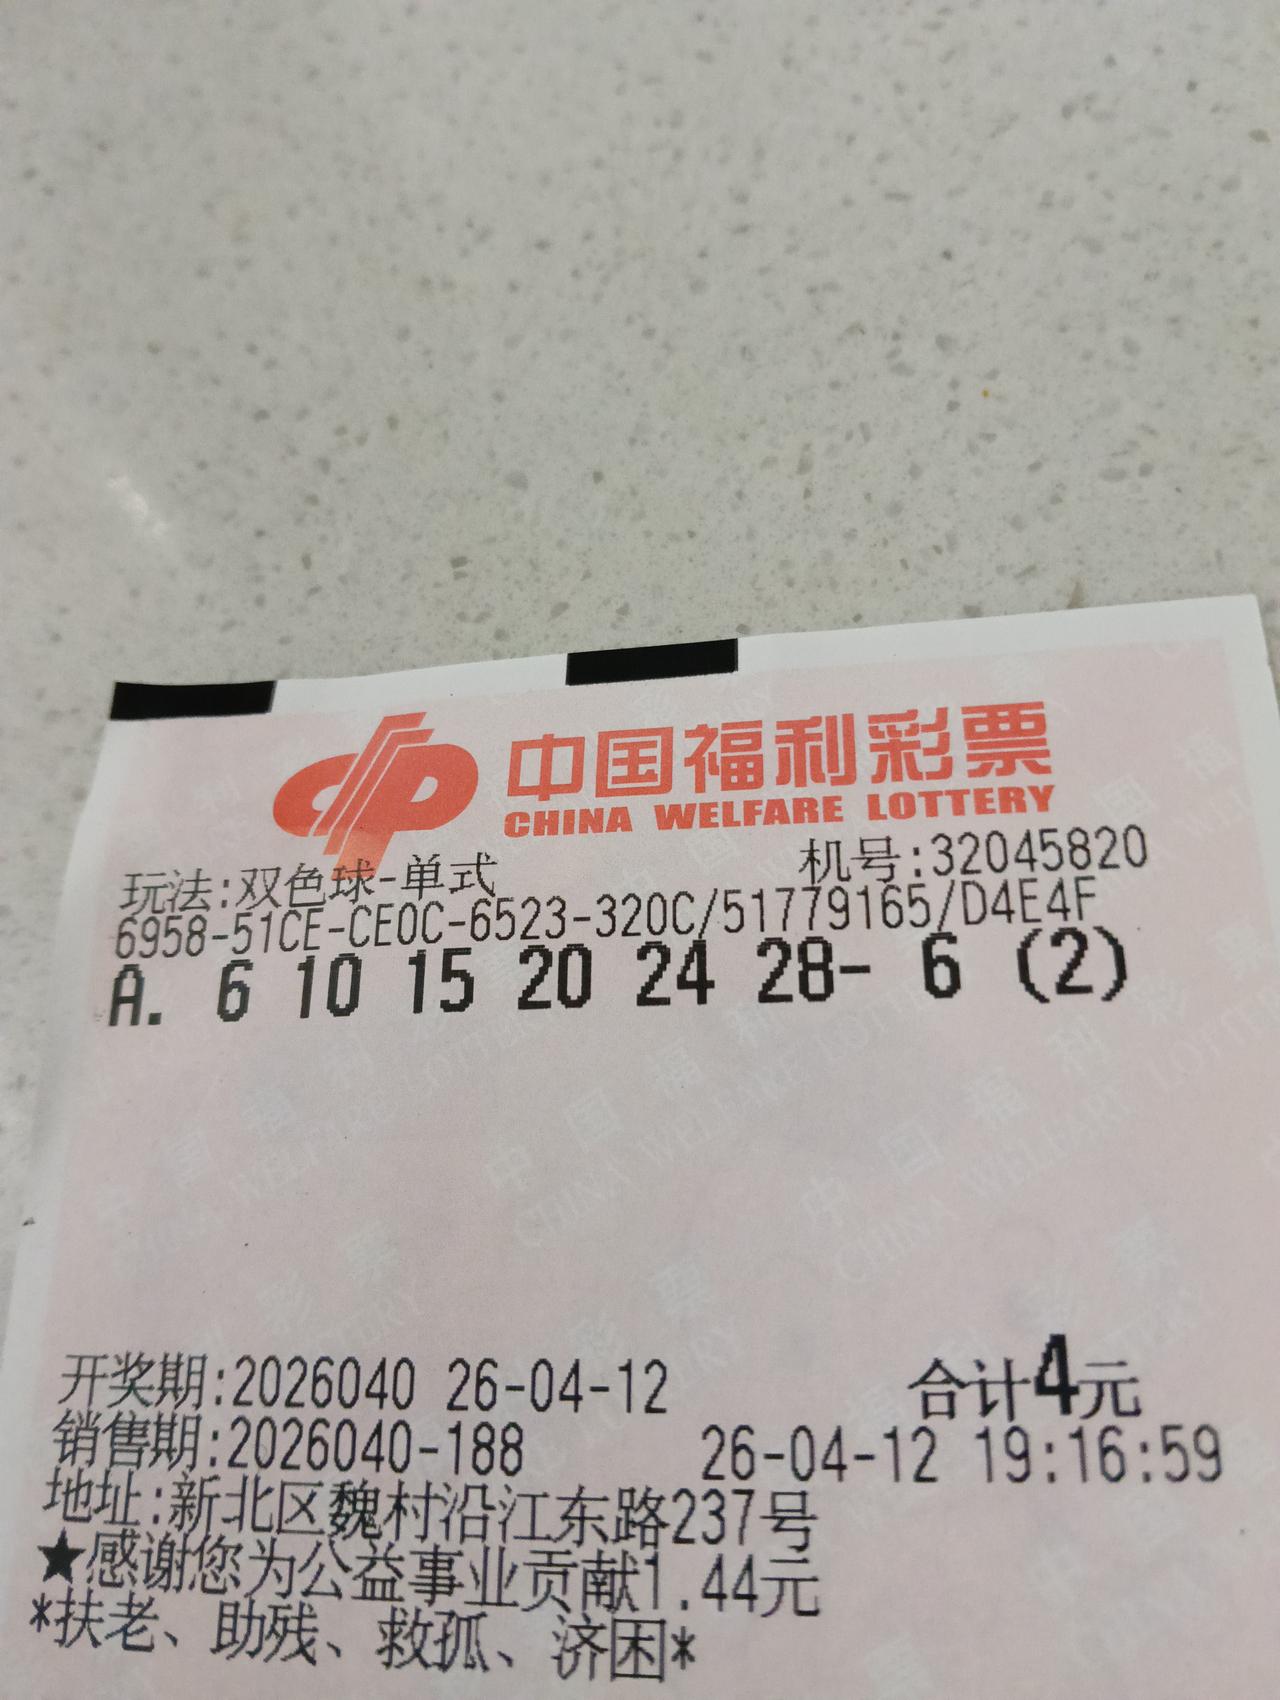 中国福利彩票
CHINA WELFARE LOTTERY
玩法:双色球-单式 机号:32045820
6958-51CE-CE0C-6523-320C/51779165/D4E4F
A. 6 10 15 20 24 28- 6 (2)
开奖期:2026040 26-04-12 合计4元
销售期:2026040-188 26-04-12 19:16:59
地址:新北区魏村沿江东路237号
★感谢您为公益事业贡献1.44元
*扶老、助残、救孤、济困*